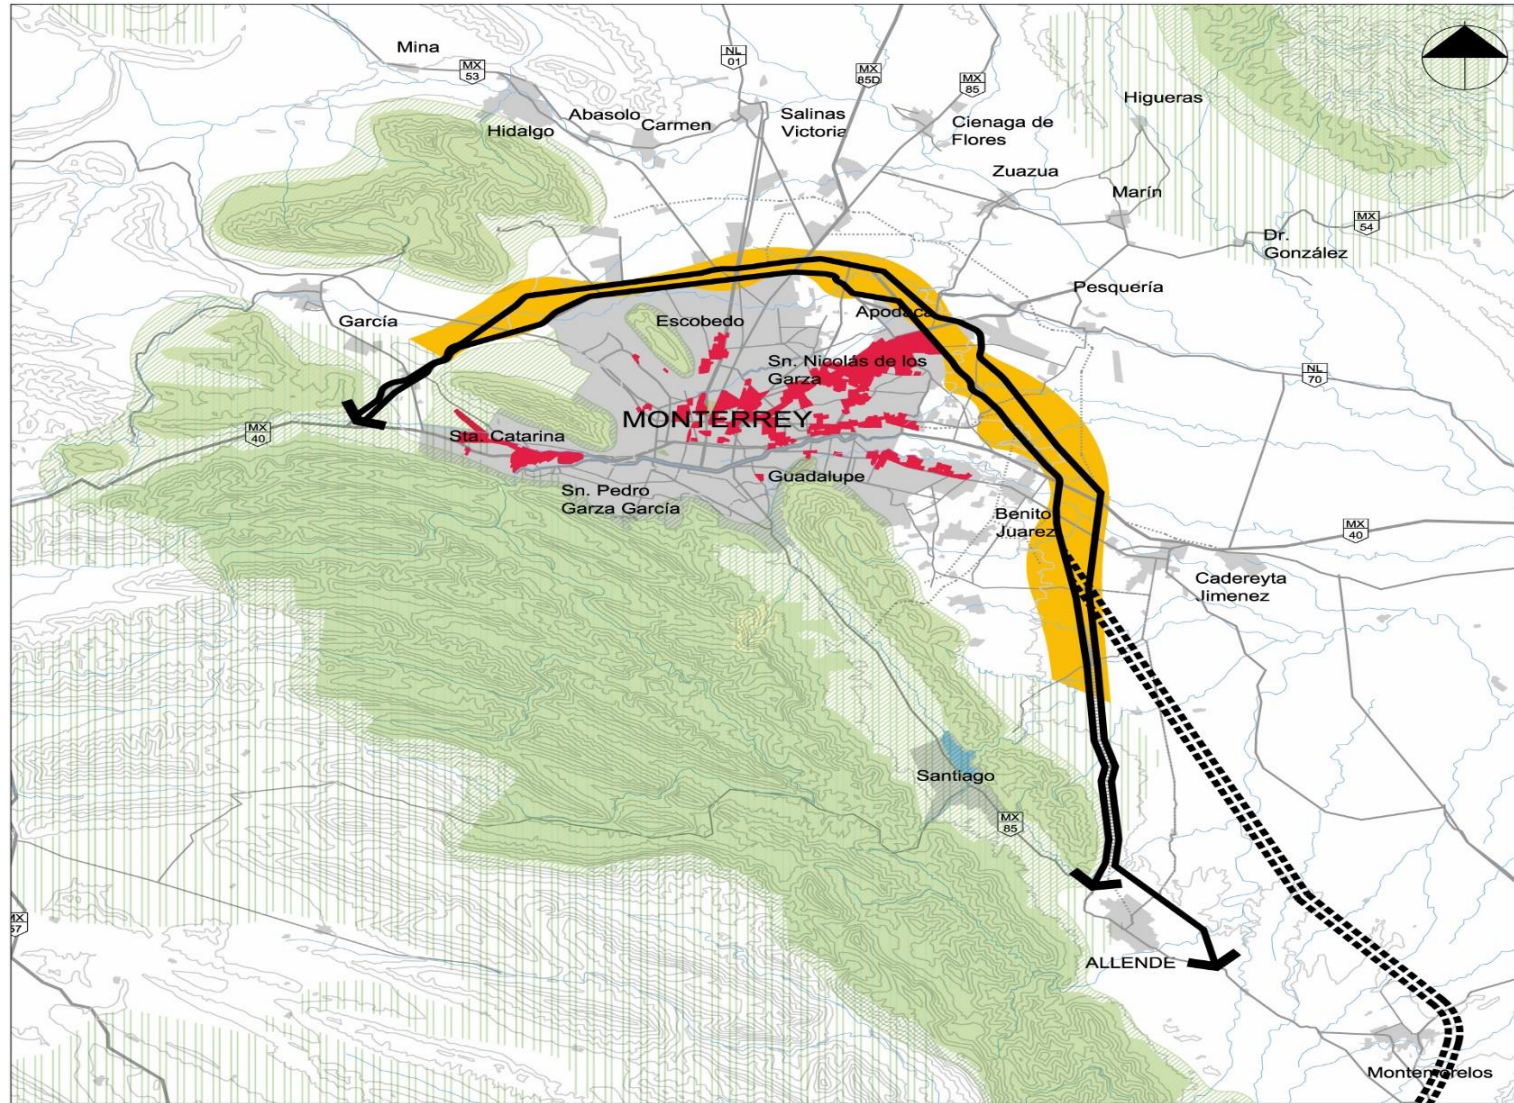 Mina
MX
53
NL
01
MX
85D
MX
85
Higueras
Abasolo
Carmen
Salinas
Victoria
Hidalgo
Cienaga de
Flores
Zuazua
Marín
MX
54
Dr.
González
Pesquería
García
Escobedo
Apodaca
Sn. Nicolás de los
Garza
NL
70
MONTERREY
MX
40
Sta. Catarina
Guadalupe
Sn. Pedro
Garza García
Benito
Juarez
MX
40
Cadereyta
Jimenez
Santiago
MX
85
MX
57
ALLENDE
Montemorelos